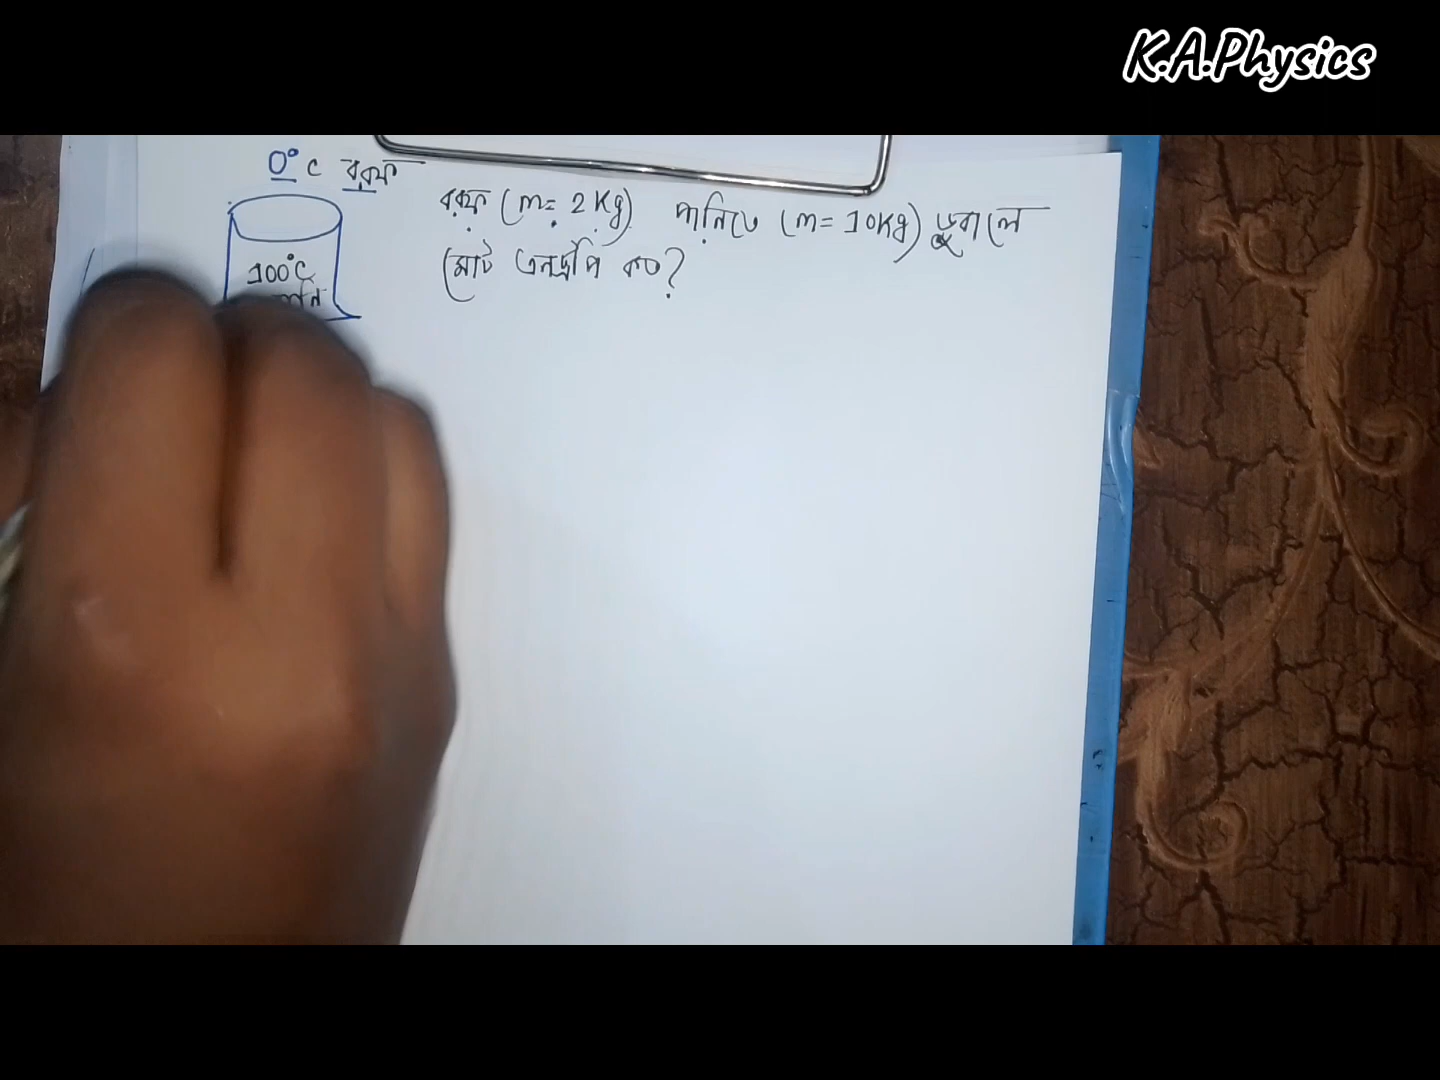 K.A.Physics
0° c বরফ
বরফ (m = 2 Kg) পানিতে (m = 10Kg) ডুবালে
মোট এনট্রপি কত?
100°C